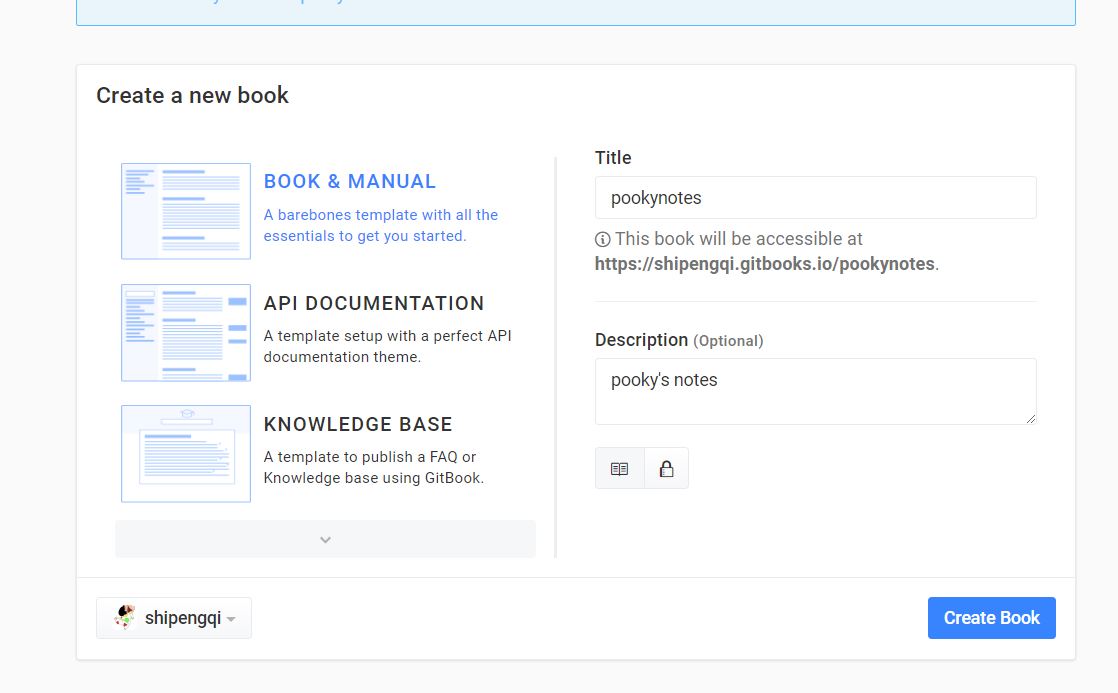 Create a new book
BOOK & MANUAL
A barebones template with all the
essentials to get you started.
API DOCUMENTATION
A template setup with a perfect API
documentation theme.
KNOWLEDGE BASE
A template to publish a FAQ or
Knowledge base using GitBook.
Title
pookynotes
This book will be accessible at
https://shipengqi.gitbooks.io/pookynotes.
Description (Optional)
pooky's notes
shipengqi
Create Book